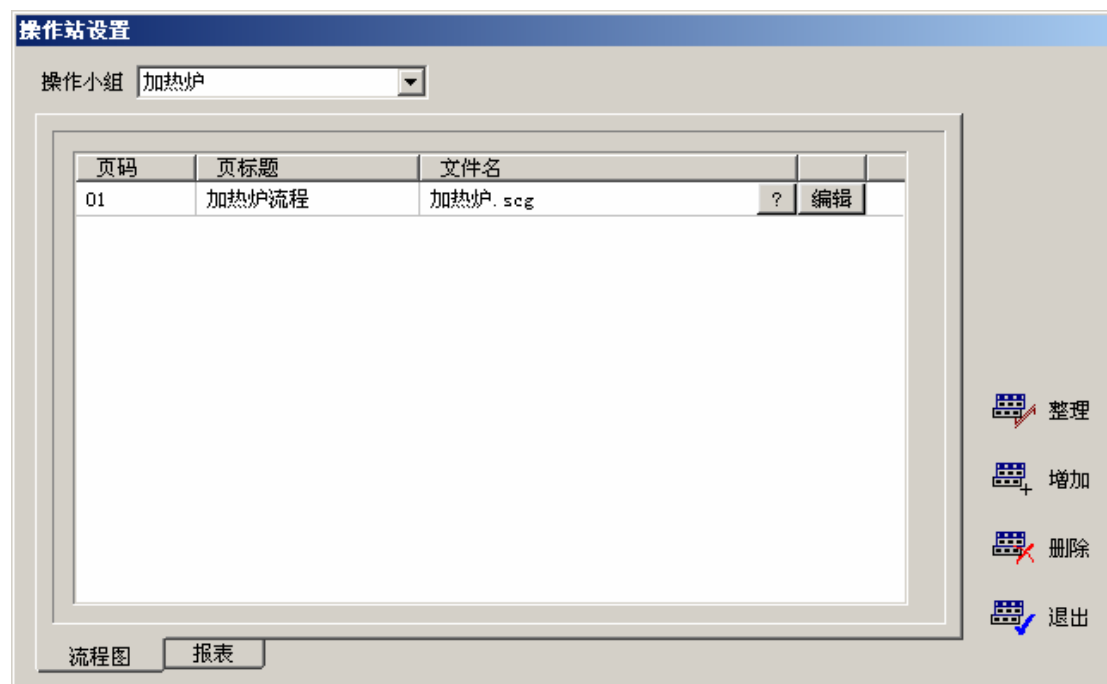 操作站设置
操作小组 加热炉
页码 页标题 文件名
01 加热炉流程 加热炉.scg ? 编辑
整理
增加
删除
退出
流程图 报表